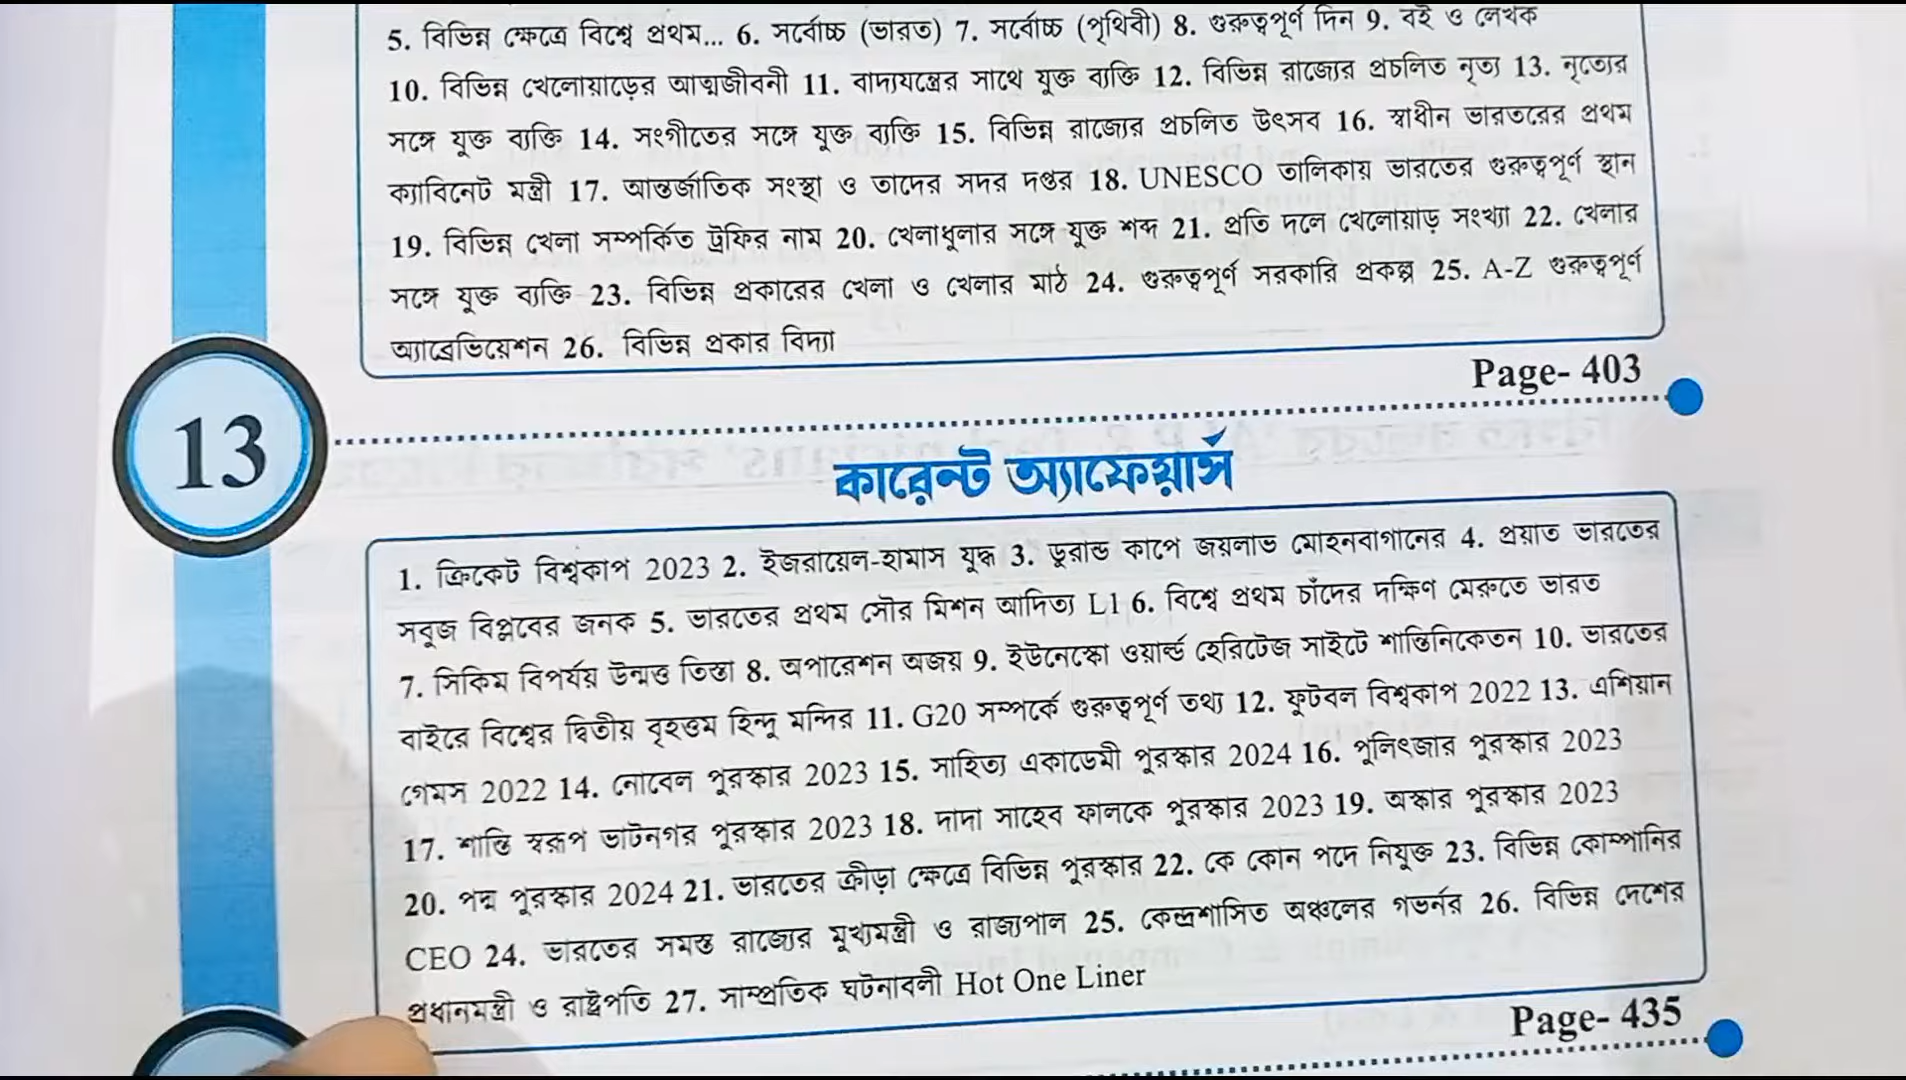 5. বিভিন্ন ক্ষেত্রে বিশ্বে প্রথম... 6. সর্বোচ্চ (ভারত) 7. সর্বোচ্চ (পৃথিবী) 8. গুরুত্বপূর্ণ দিন 9. বই ও লেখক
10. বিভিন্ন খেলোয়াড়ের আত্মজীবনী 11. বাদ্যযন্ত্রের সাথে যুক্ত ব্যক্তি 12. বিভিন্ন রাজ্যের প্রচলিত নৃত্য 13. নৃত্যের
সঙ্গে যুক্ত ব্যক্তি 14. সংগীতের সঙ্গে যুক্ত ব্যক্তি 15. বিভিন্ন রাজ্যের প্রচলিত উৎসব 16. স্বাধীন ভারতরের প্রথম
ক্যাবিনেট মন্ত্রী 17. আন্তর্জাতিক সংস্থা ও তাদের সদর দপ্তর 18. UNESCO তালিকায় ভারতের গুরুত্বপূর্ণ স্থান
19. বিভিন্ন খেলা সম্পর্কিত ট্রফির নাম 20. খেলাধুলার সঙ্গে যুক্ত শব্দ 21. প্রতি দলে খেলোয়াড় সংখ্যা 22. খেলার
সঙ্গে যুক্ত ব্যক্তি 23. বিভিন্ন প্রকারের খেলা ও খেলার মাঠ 24. গুরুত্বপূর্ণ সরকারি প্রকল্প 25. A-Z গুরুত্বপূর্ণ
অ্যাব্রেভিয়েশন 26. বিভিন্ন প্রকার বিদ্যা
Page- 403
13
কারেন্ট অ্যাফেয়ার্স
1. ক্রিকেট বিশ্বকাপ 2023 2. ইজরায়েল-হামাস যুদ্ধ 3. ডুরান্ড কাপে জয়লাভ মোহনবাগানের 4. প্রয়াত ভারতের
সবুজ বিপ্লবের জনক 5. ভারতের প্রথম সৌর মিশন আদিত্য L1 6. বিশ্বে প্রথম চাঁদের দক্ষিণ মেরুতে ভারত
7. সিকিম বিপর্যয় উন্মত্ত তিস্তা 8. অপারেশন অজয় 9. ইউনেস্কো ওয়ার্ল্ড হেরিটেজ সাইটে শান্তিনিকেতন 10. ভারতের
বাইরে বিশ্বের দ্বিতীয় বৃহত্তম হিন্দু মন্দির 11. G20 সম্পর্কে গুরুত্বপূর্ণ তথ্য 12. ফুটবল বিশ্বকাপ 2022 13. এশিয়ান
গেমস 2022 14. নোবেল পুরস্কার 2023 15. সাহিত্য একাডেমী পুরস্কার 2024 16. পুলিৎজার পুরস্কার 2023
17. শান্তি স্বরূপ ভাটনগর পুরস্কার 2023 18. দাদা সাহেব ফালকে পুরস্কার 2023 19. অস্কার পুরস্কার 2023
20. পদ্ম পুরস্কার 2024 21. ভারতের ক্রীড়া ক্ষেত্রে বিভিন্ন পুরস্কার 22. কে কোন পদে নিযুক্ত 23. বিভিন্ন কোম্পানির
CEO 24. ভারতের সমস্ত রাজ্যের মুখ্যমন্ত্রী ও রাজ্যপাল 25. কেন্দ্রশাসিত অঞ্চলের গভর্নর 26. বিভিন্ন দেশের
প্রধানমন্ত্রী ও রাষ্ট্রপতি 27. সাম্প্রতিক ঘটনাবলী Hot One Liner
Page- 435